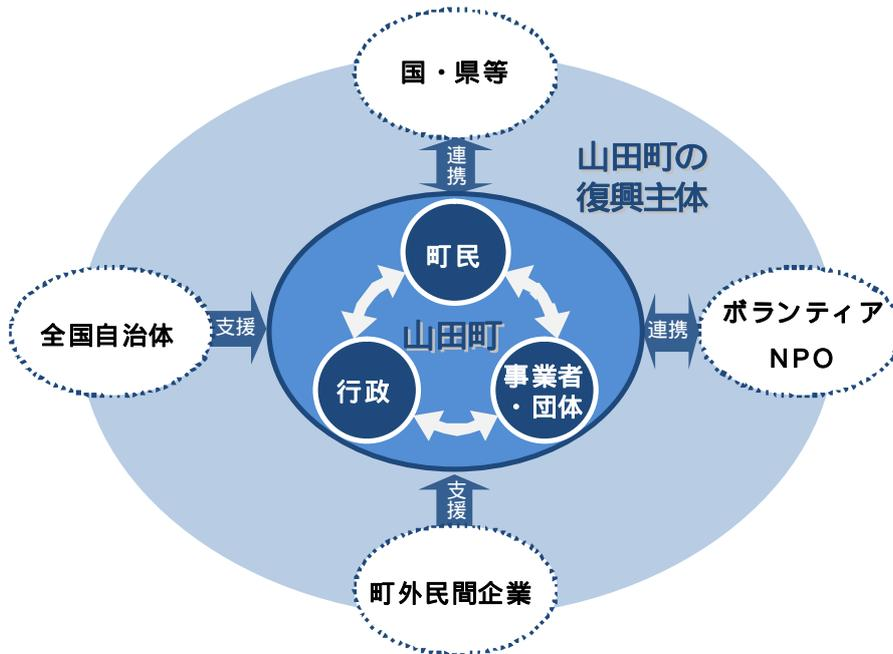 国・県等
連携
山田町の
復興主体
町民
全国自治体
支援
山田町
連携
ボランティア
NPO
行政
事業者
・団体
支援
町外民間企業